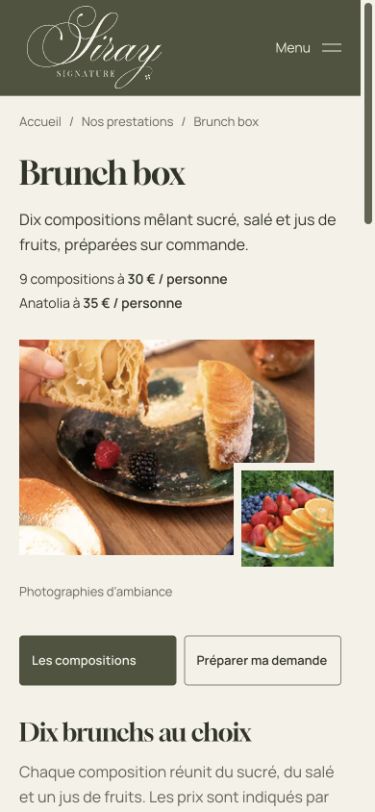 Siray
SIGNATURE
Menu
Accueil / Nos prestations / Brunch box
Brunch box
Dix compositions mêlant sucré, salé et jus de
fruits, préparées sur commande.
9 compositions à 30 € / personne
Anatolia à 35 € / personne
Photographies d'ambiance
Les compositions
Préparer ma demande
Dix brunchs au choix
Chaque composition réunit du sucré, du salé
et un jus de fruits. Les prix sont indiqués par